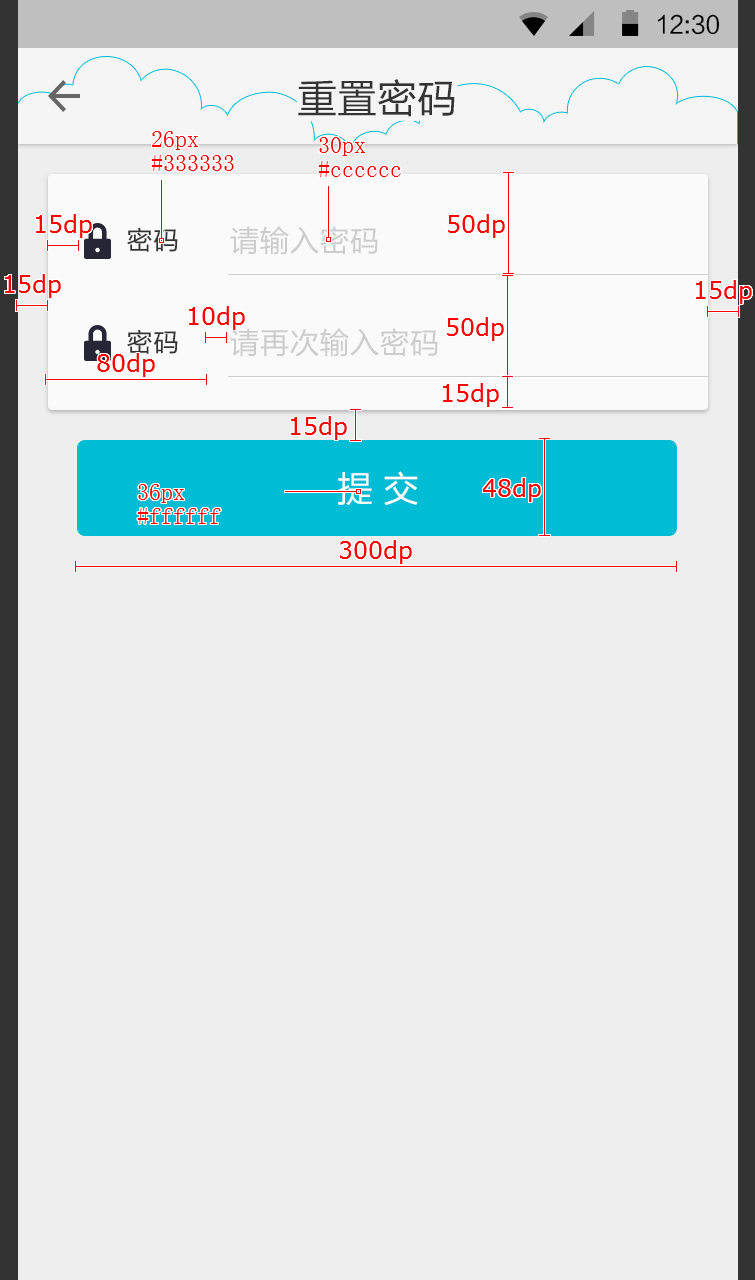 12:30
重置密码
26px
#333333
30px
#cccccc
15dp
密码
请输入密码
50dp
15dp
15dp
10dp
密码
请再次输入密码
50dp
80dp
15dp
15dp
36px
#ffffff
提 交
48dp
300dp